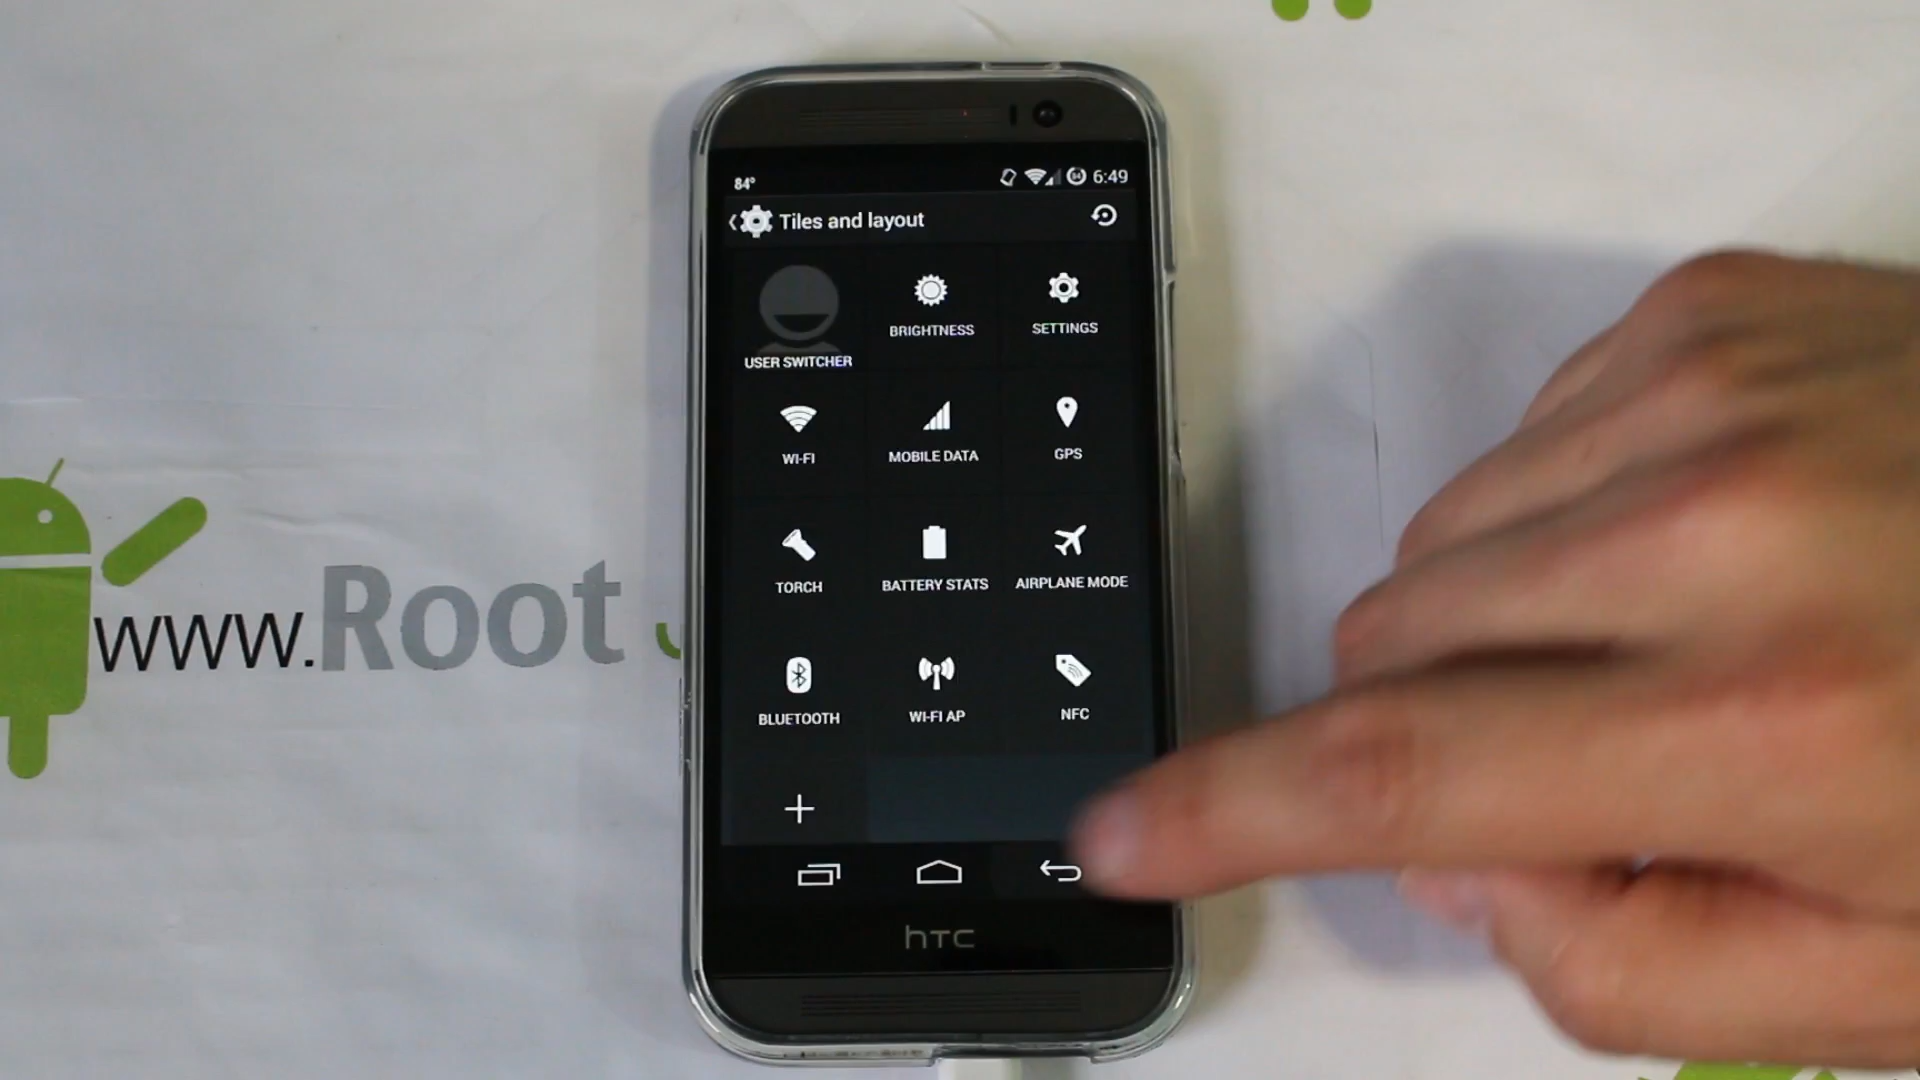 84°
6:49
Tiles and layout
USER SWITCHER
BRIGHTNESS
SETTINGS
WI-FI
MOBILE DATA
GPS
TORCH
BATTERY STATS
AIRPLANE MODE
BLUETOOTH
WI-FI AP
NFC
hTC
www.Root